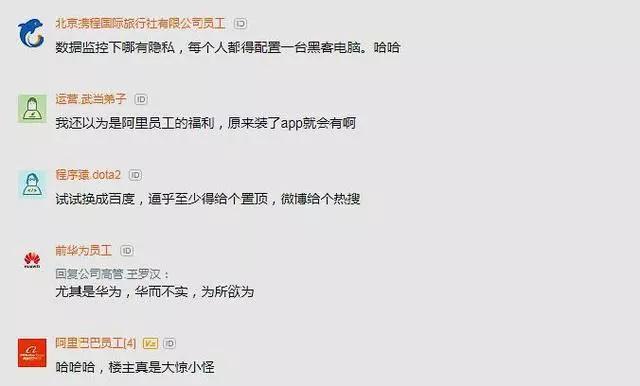 北京携程国际旅行社有限公司员工 ID
数据监控下哪有隐私，每个人都得配置一台黑客电脑。哈哈
运营.武当弟子 ID
我还以为是阿里员工的福利，原来装了app就会有啊
程序猿.dota2 ID
试试换成百度，逼乎至少得给个置顶，微博给个热搜
前华为员工 ID
回复公司高管.王罗汉：
尤其是华为，华而不实，为所欲为
阿里巴巴员工[4] ID
哈哈哈，楼主真是大惊小怪